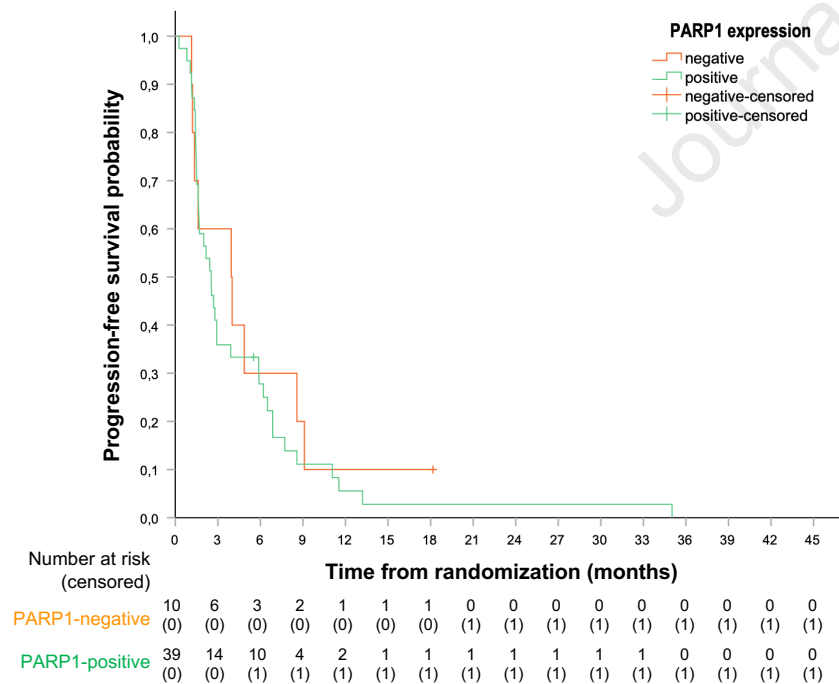 Journa
PARP1 expression
negative
positive
negative-censored
positive-censored
Progression-free survival probability
1,0
0,9
0,8
0,7
0,6
0,5
0,4
0,3
0,2
0,1
0,0
0 3 6 9 12 15 18 21 24 27 30 33 36 39 42 45
Time from randomization (months)
Number at risk
(censored)
PARP1-negative
10 6 3 2 1 1 1 0 0 0 0 0 0 0 0 0
(0) (0) (0) (0) (0) (0) (0) (1) (1) (1) (1) (1) (1) (1) (1) (1)
PARP1-positive
39 14 10 4 2 1 1 1 1 1 1 1 0 0 0 0
(0) (0) (1) (1) (1) (1) (1) (1) (1) (1) (1) (1) (1) (1) (1) (1)